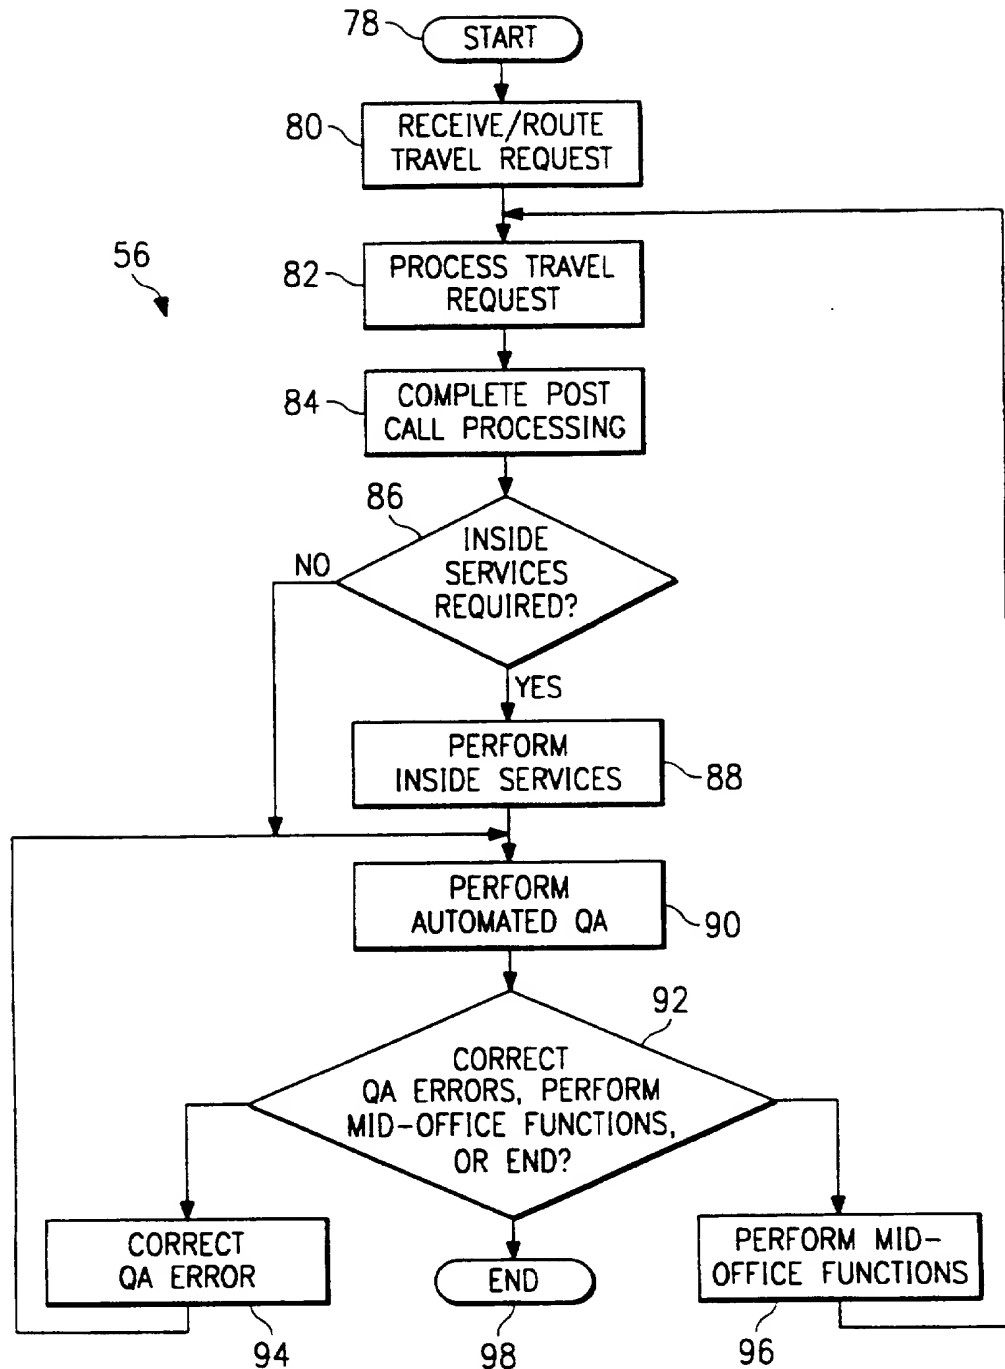 78
START
80
RECEIVE/ROUTE
TRAVEL REQUEST
56
82
PROCESS TRAVEL
REQUEST
84
COMPLETE POST
CALL PROCESSING
86
INSIDE
SERVICES
REQUIRED?
NO
YES
PERFORM
INSIDE SERVICES
88
PERFORM
AUTOMATED QA
90
92
CORRECT
QA ERRORS, PERFORM
MID-OFFICE FUNCTIONS,
OR END?
CORRECT
QA ERROR
94
END
98
PERFORM MID-
OFFICE FUNCTIONS
96